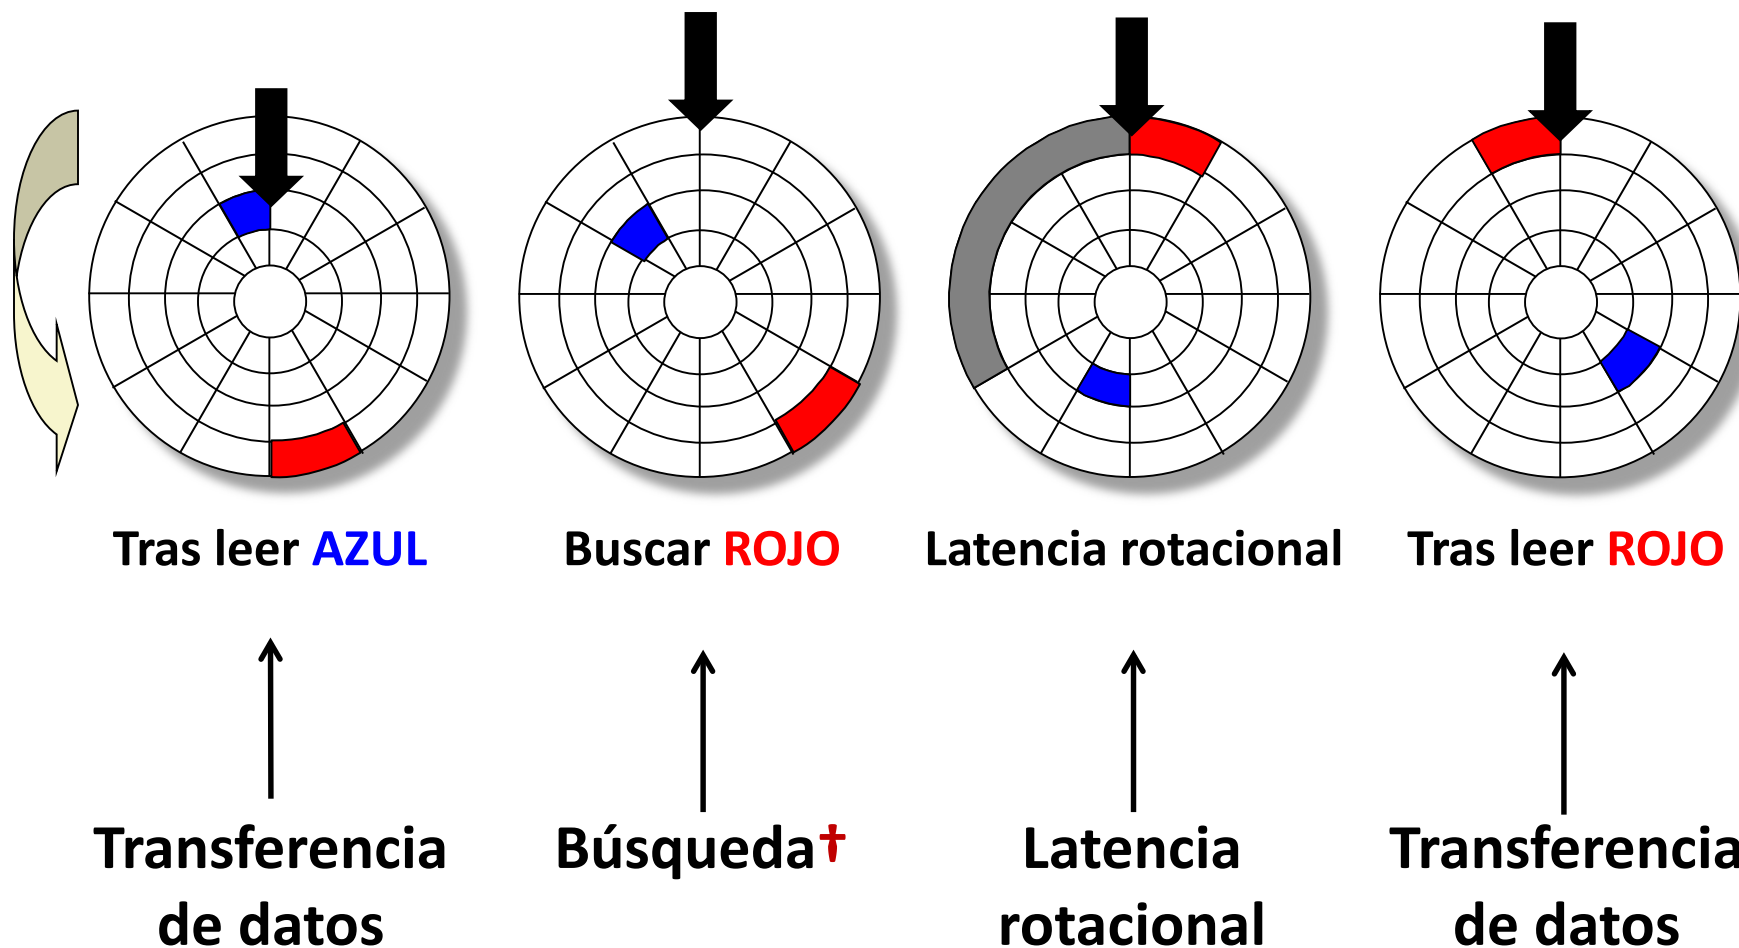 Tras leer AZUL
Buscar ROJO
Latencia rotacional
Tras leer ROJO
Transferencia
de datos
Búsqueda†
Latencia
rotacional
Transferencia
de datos